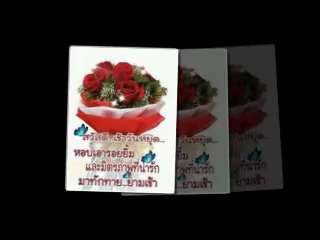 สวัสดี เช้าวันหยุด...
หอบเอารอยยิ้ม
และมิตรภาพที่น่ารัก
มาทักทาย...ยามเช้า